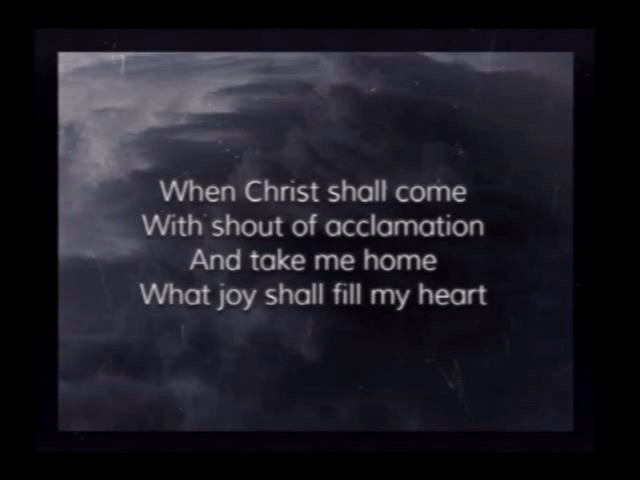 When Christ shall come
With shout of acclamation
And take me home
What joy shall fill my heart